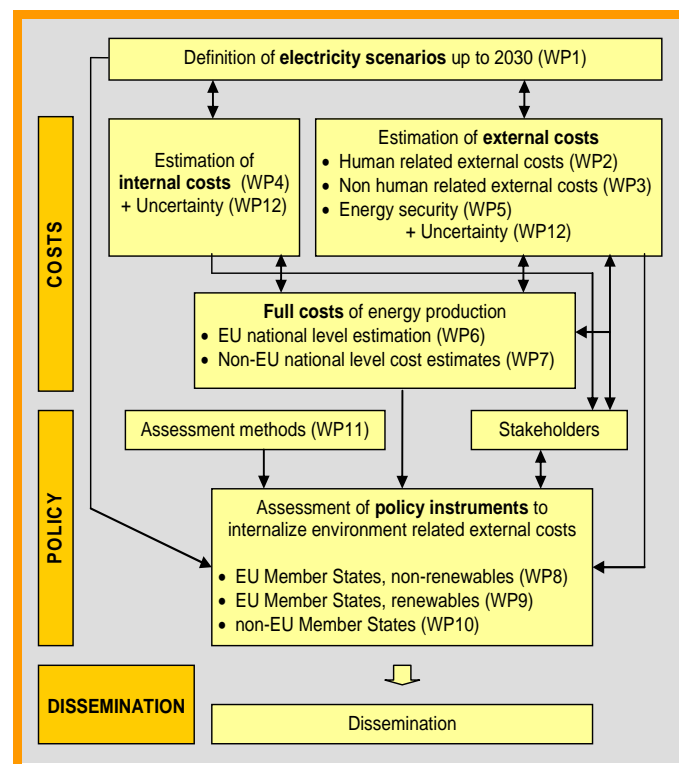 Definition of electricity scenarios up to 2030 (WP1)
COSTS
Estimation of
internal costs (WP4)
+ Uncertainty (WP12)
Estimation of external costs
• Human related external costs (WP2)
• Non human related external costs (WP3)
• Energy security (WP5)
+ Uncertainty (WP12)
Full costs of energy production
• EU national level estimation (WP6)
• Non-EU national level cost estimates (WP7)
POLICY
Assessment methods (WP11)
Stakeholders
Assessment of policy instruments to
internalize environment related external costs
• EU Member States, non-renewables (WP8)
• EU Member States, renewables (WP9)
• non-EU Member States (WP10)
DISSEMINATION
Dissemination